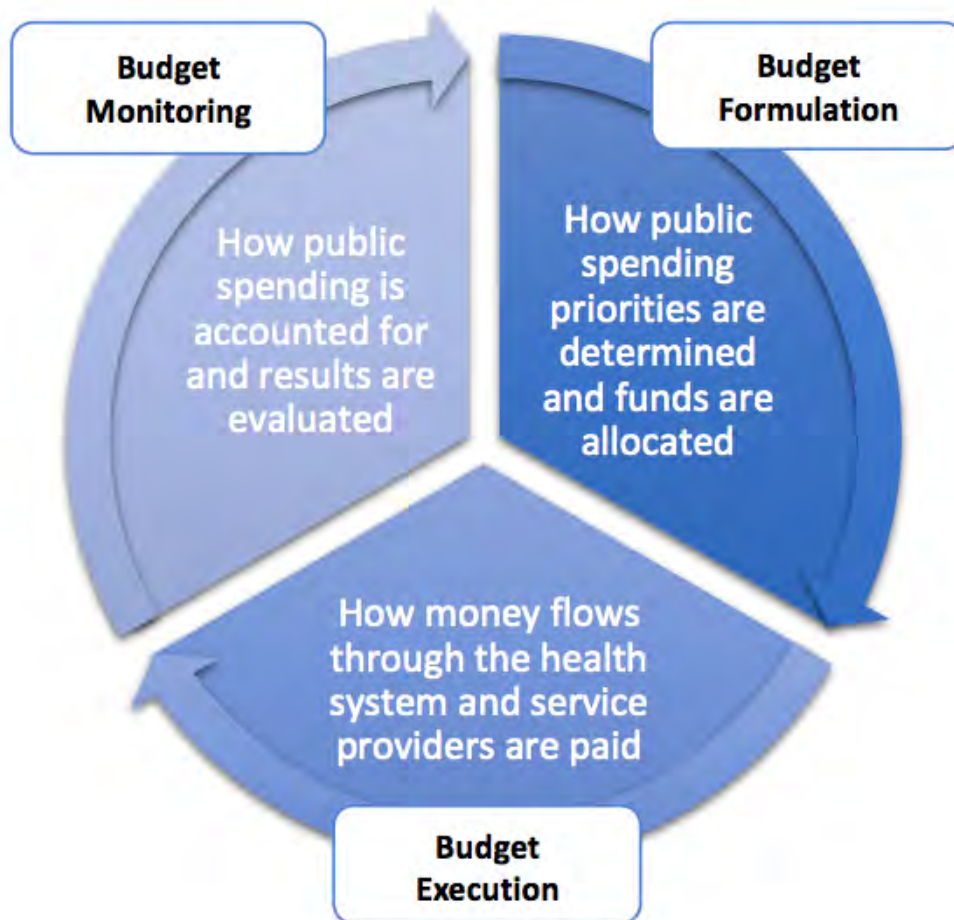 Budget
Monitoring
How public
spending is
accounted for
and results are
evaluated
Budget
Formulation
How public
spending
priorities are
determined
and funds are
allocated
How money flows
through the health
system and service
providers are paid
Budget
Execution